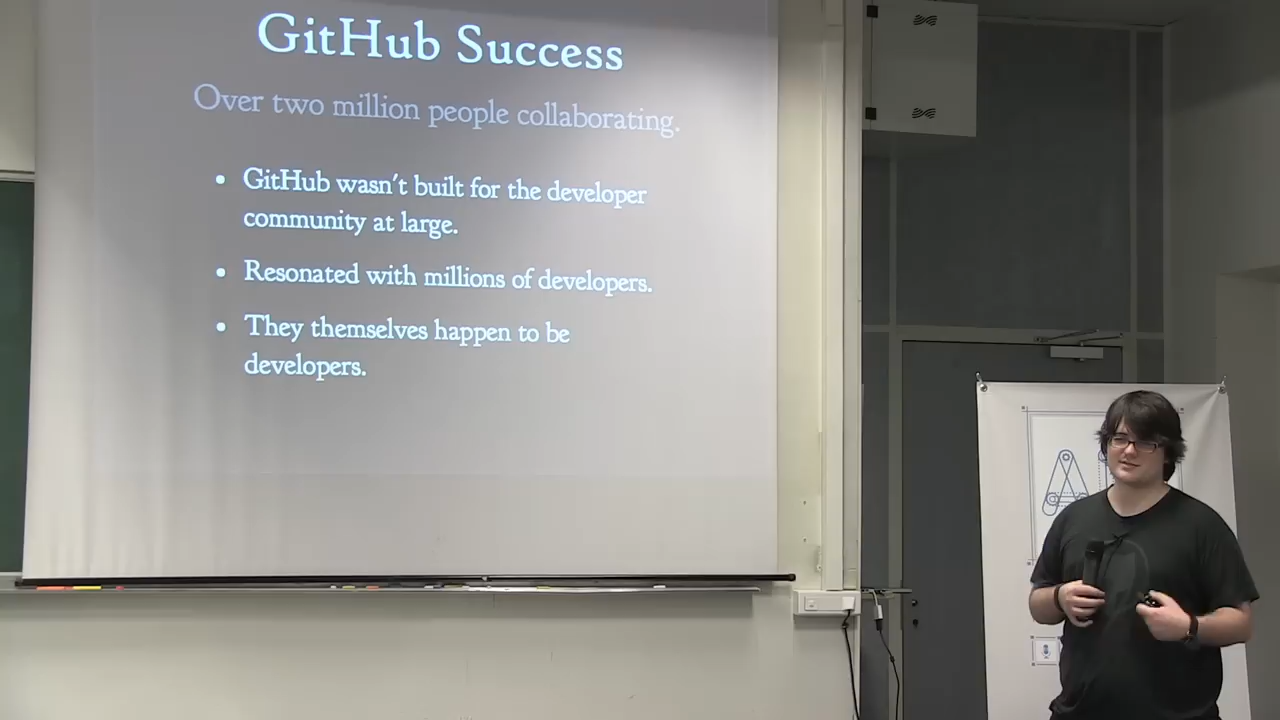 GitHub Success
Over two million people collaborating.
• GitHub wasn't built for the developer
community at large.
• Resonated with millions of developers.
• They themselves happen to be
developers.